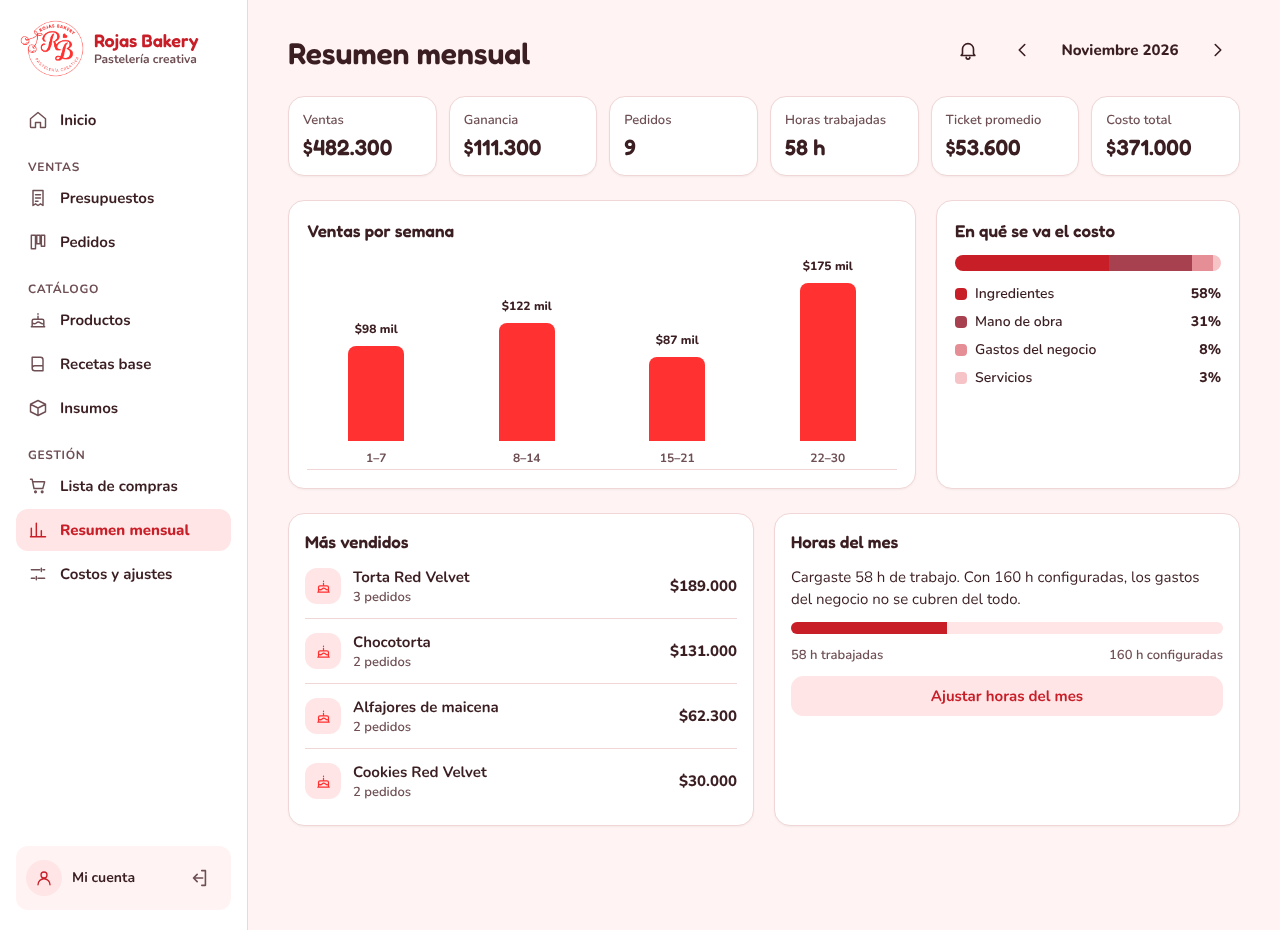 ROJAS BAKERY
RB
PASTELERÍA CREATIVA
Rojas Bakery
Pastelería creativa
Inicio
VENTAS
Presupuestos
Pedidos
CATÁLOGO
Productos
Recetas base
Insumos
GESTIÓN
Lista de compras
Resumen mensual
Costos y ajustes
Mi cuenta
Resumen mensual
Noviembre 2026
Ventas
$482.300
Ganancia
$111.300
Pedidos
9
Horas trabajadas
58 h
Ticket promedio
$53.600
Costo total
$371.000
Ventas por semana
$98 mil
$122 mil
$87 mil
$175 mil
1–7
8–14
15–21
22–30
En qué se va el costo
Ingredientes 58%
Mano de obra 31%
Gastos del negocio 8%
Servicios 3%
Más vendidos
Torta Red Velvet
3 pedidos
$189.000
Chocotorta
2 pedidos
$131.000
Alfajores de maicena
2 pedidos
$62.300
Cookies Red Velvet
2 pedidos
$30.000
Horas del mes
Cargaste 58 h de trabajo. Con 160 h configuradas, los gastos
del negocio no se cubren del todo.
58 h trabajadas
160 h configuradas
Ajustar horas del mes